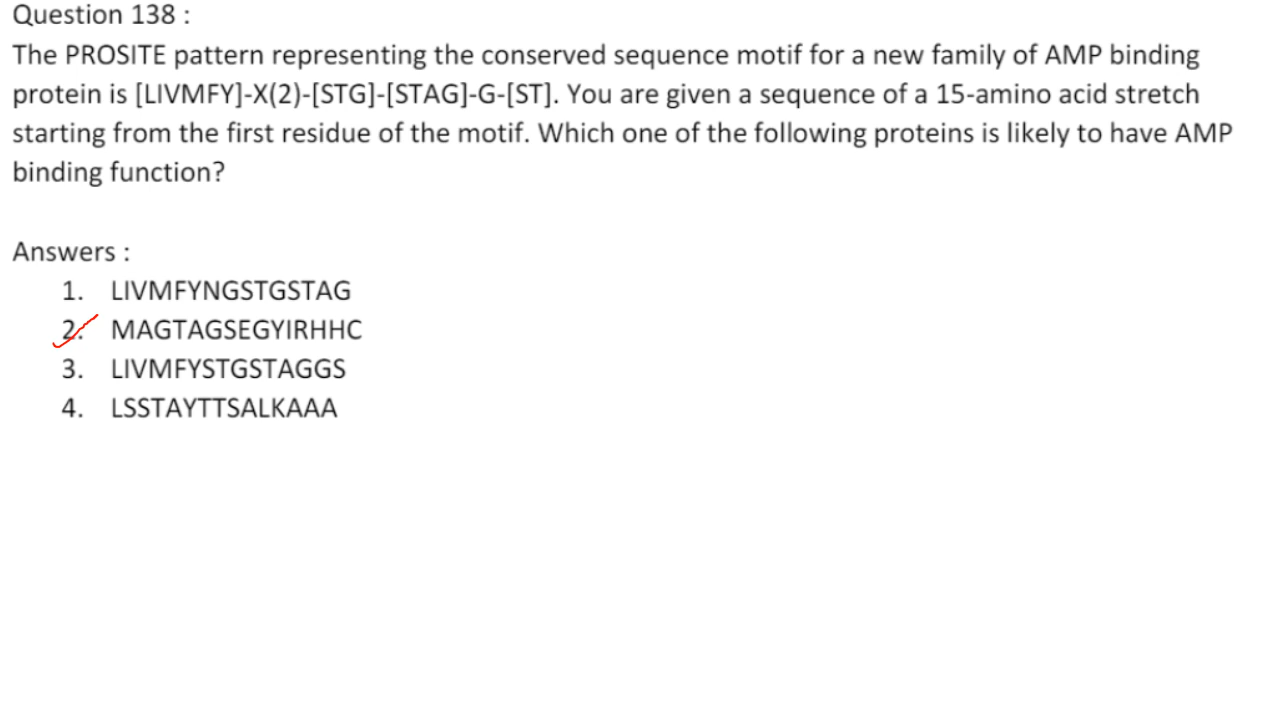 Question 138 :
The PROSITE pattern representing the conserved sequence motif for a new family of AMP binding
protein is [LIVMFY]-X(2)-[STG]-[STAG]-G-[ST]. You are given a sequence of a 15-amino acid stretch
starting from the first residue of the motif. Which one of the following proteins is likely to have AMP
binding function?
Answers :
1. LIVMFYNGSTGSTAG
2. MAGTAGSEGYIRHHC
3. LIVMFYSTGSTAGGS
4. LSSTAYTTSALKAAA